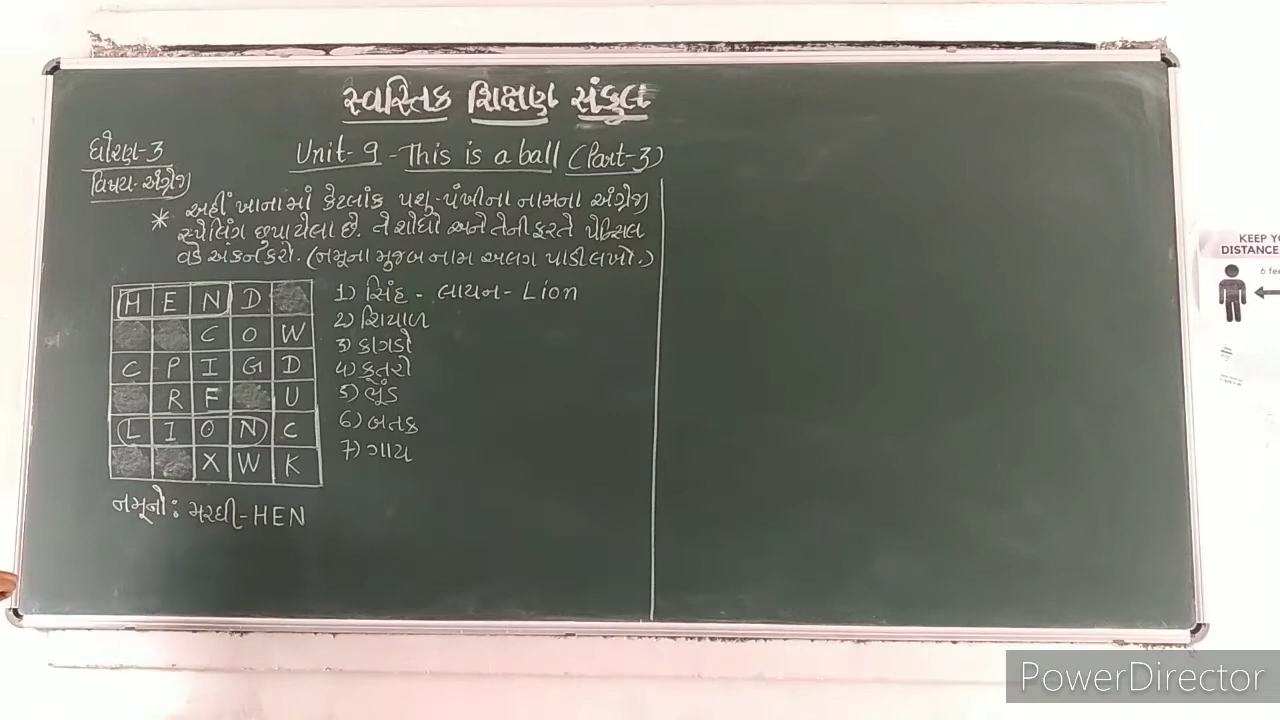 સ્વસ્તિક શિક્ષણ સંકુલ
ધોરણ-3
Unit-9 - This is a ball (Part-3)
વિષય-અંગ્રેજી
* અહીં ખાનામાં કેટલાંક પશુ-પંખીના નામના અંગ્રેજી
સ્પેલિંગ છુપાયેલા છે. તે શોધો અને તેની ફરતે પેન્સિલ
વડે અંકન કરો. (નમૂના મુજબ નામ અલગ પાડી લખો.)
H E N D
C O W
C P I G D
R F U
L I O N C
X W K
નમૂનો: મરઘી-HEN
1) સિંહ - લાયન - Lion
2) શિયાળ
3) કાગડો
4) કૂતરો
5) ભૂંડ
6) બતક
7) ગાય
KEEP YO
DISTANCE
6 fee
PowerDirector